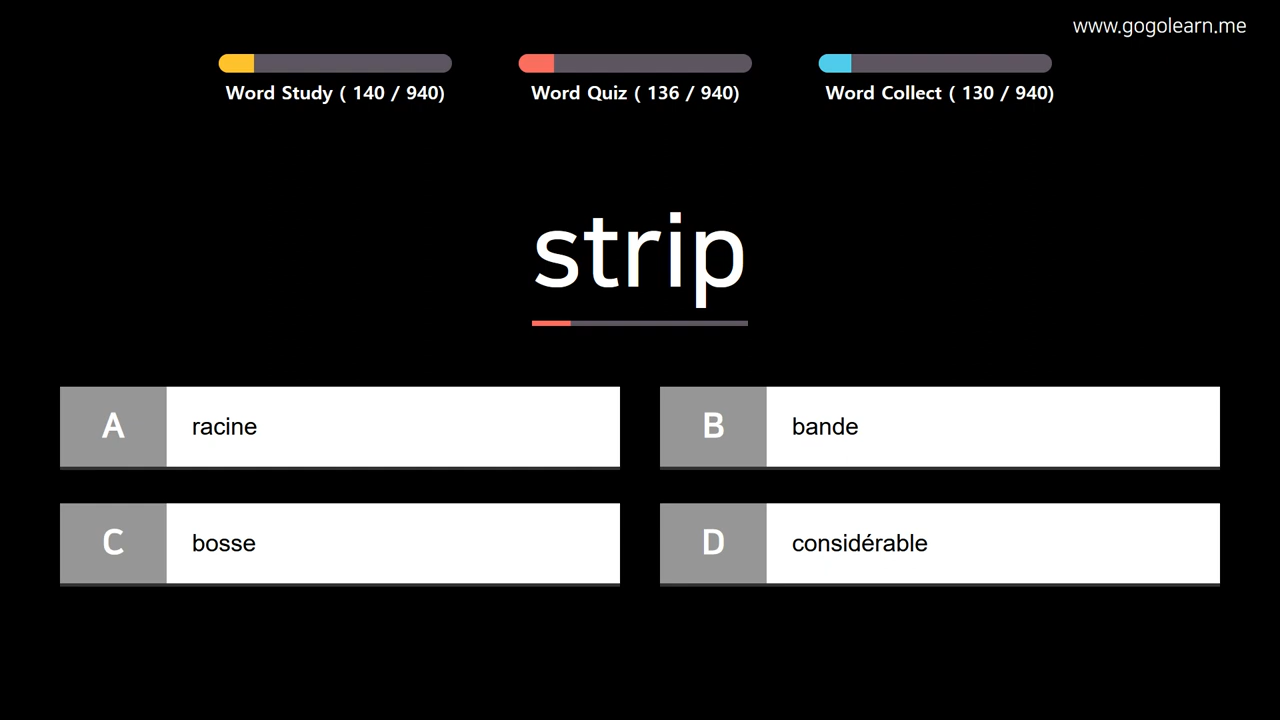 www.gogolearn.me
Word Study ( 140 / 940)
Word Quiz ( 136 / 940)
Word Collect ( 130 / 940)
strip
A racine
B bande
C bosse
D considérable